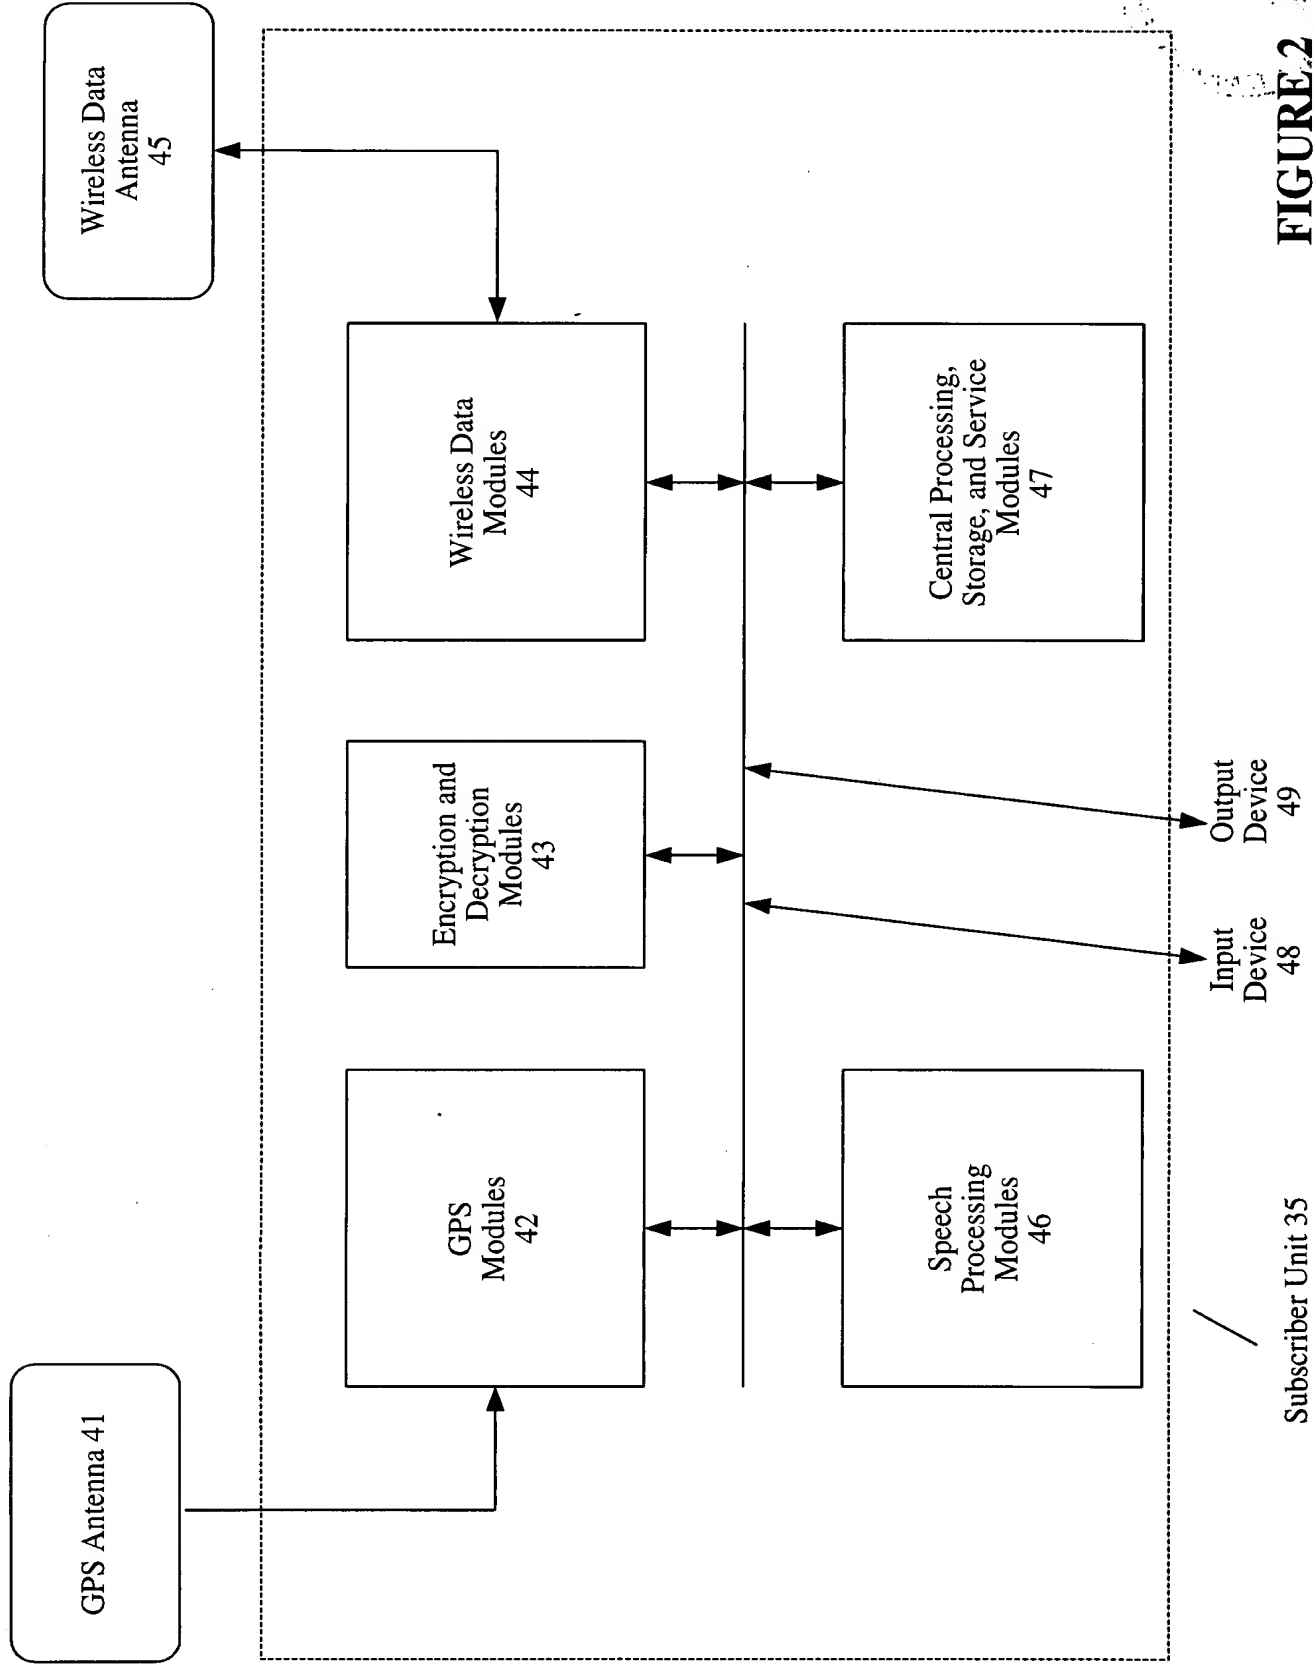 GPS Antenna 41
Wireless Data
Antenna
45
GPS
Modules
42
Encryption and
Decryption
Modules
43
Wireless Data
Modules
44
Speech
Processing
Modules
46
Central Processing,
Storage, and Service
Modules
47
Input
Device
48
Output
Device
49
Subscriber Unit 35
FIGURE 2